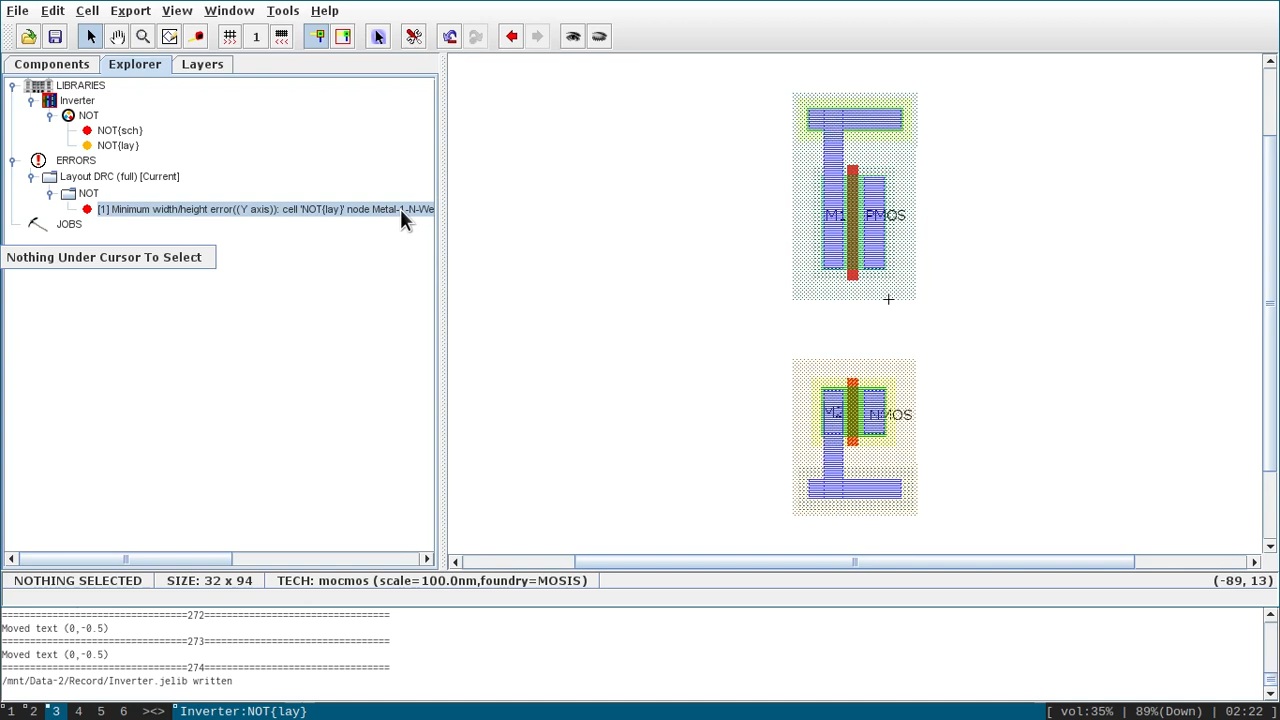 File Edit Cell Export View Window Tools Help
1
Components Explorer Layers
LIBRARIES
Inverter
NOT
NOT{sch}
NOT{lay}
ERRORS
Layout DRC (full) [Current]
NOT
[1] Minimum width/height error((Y axis)): cell 'NOT{lay}' node Metal-1-N-We
JOBS
Nothing Under Cursor To Select
M1 PMOS
M2 NMOS
NOTHING SELECTED SIZE: 32 x 94 TECH: mocmos (scale=100.0nm,foundry=MOSIS) (-89, 13)
================================272================================
Moved text (0,-0.5)
================================273================================
Moved text (0,-0.5)
================================274================================
/mnt/Data-2/Record/Inverter.jelib written
1 2 3 4 5 6 ><> Inverter:NOT{lay} [ vol:35% | 89%(Down) | 02:22 ]